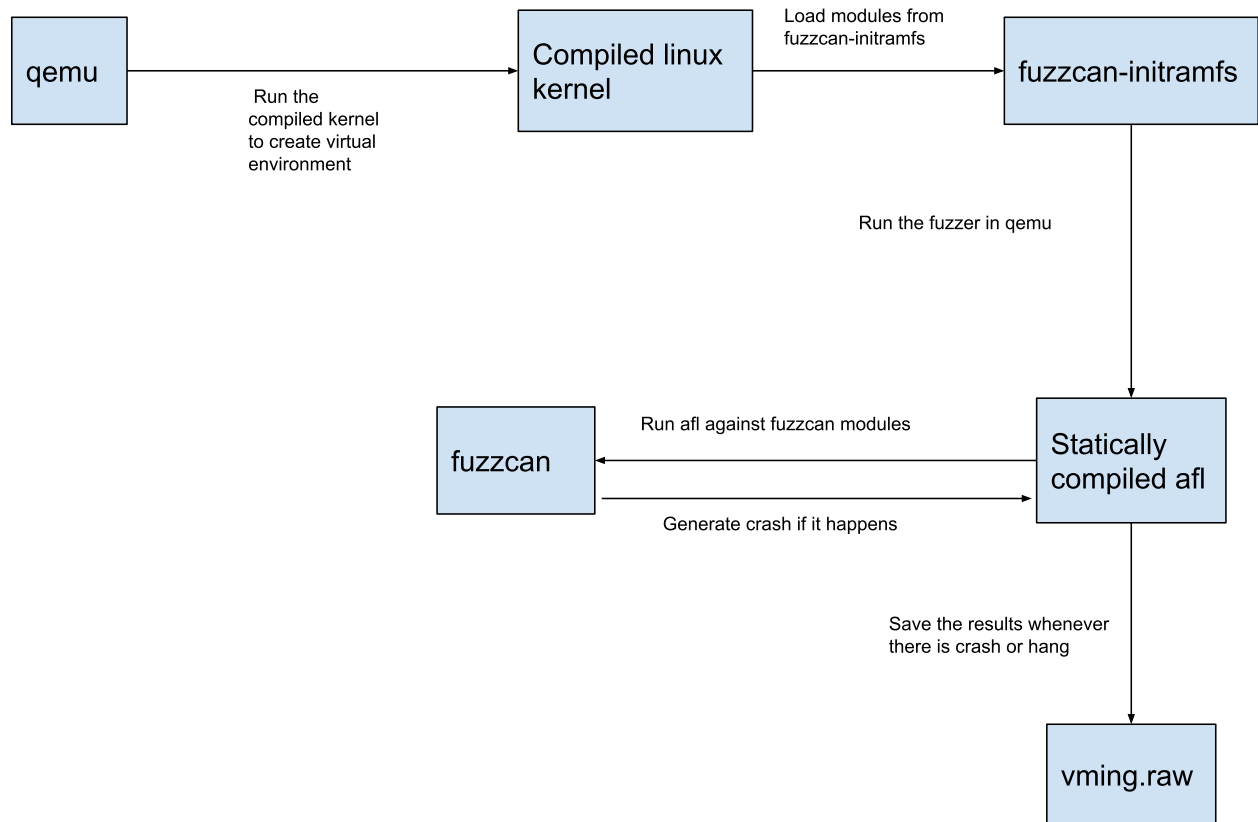 qemu
Run the
compiled kernel
to create virtual
environment
Compiled linux
kernel
Load modules from
fuzzcan-initramfs
fuzzcan-initramfs
Run the fuzzer in qemu
Statically
compiled afl
Run afl against fuzzcan modules
fuzzcan
Generate crash if it happens
Save the results whenever
there is crash or hang
vming.raw